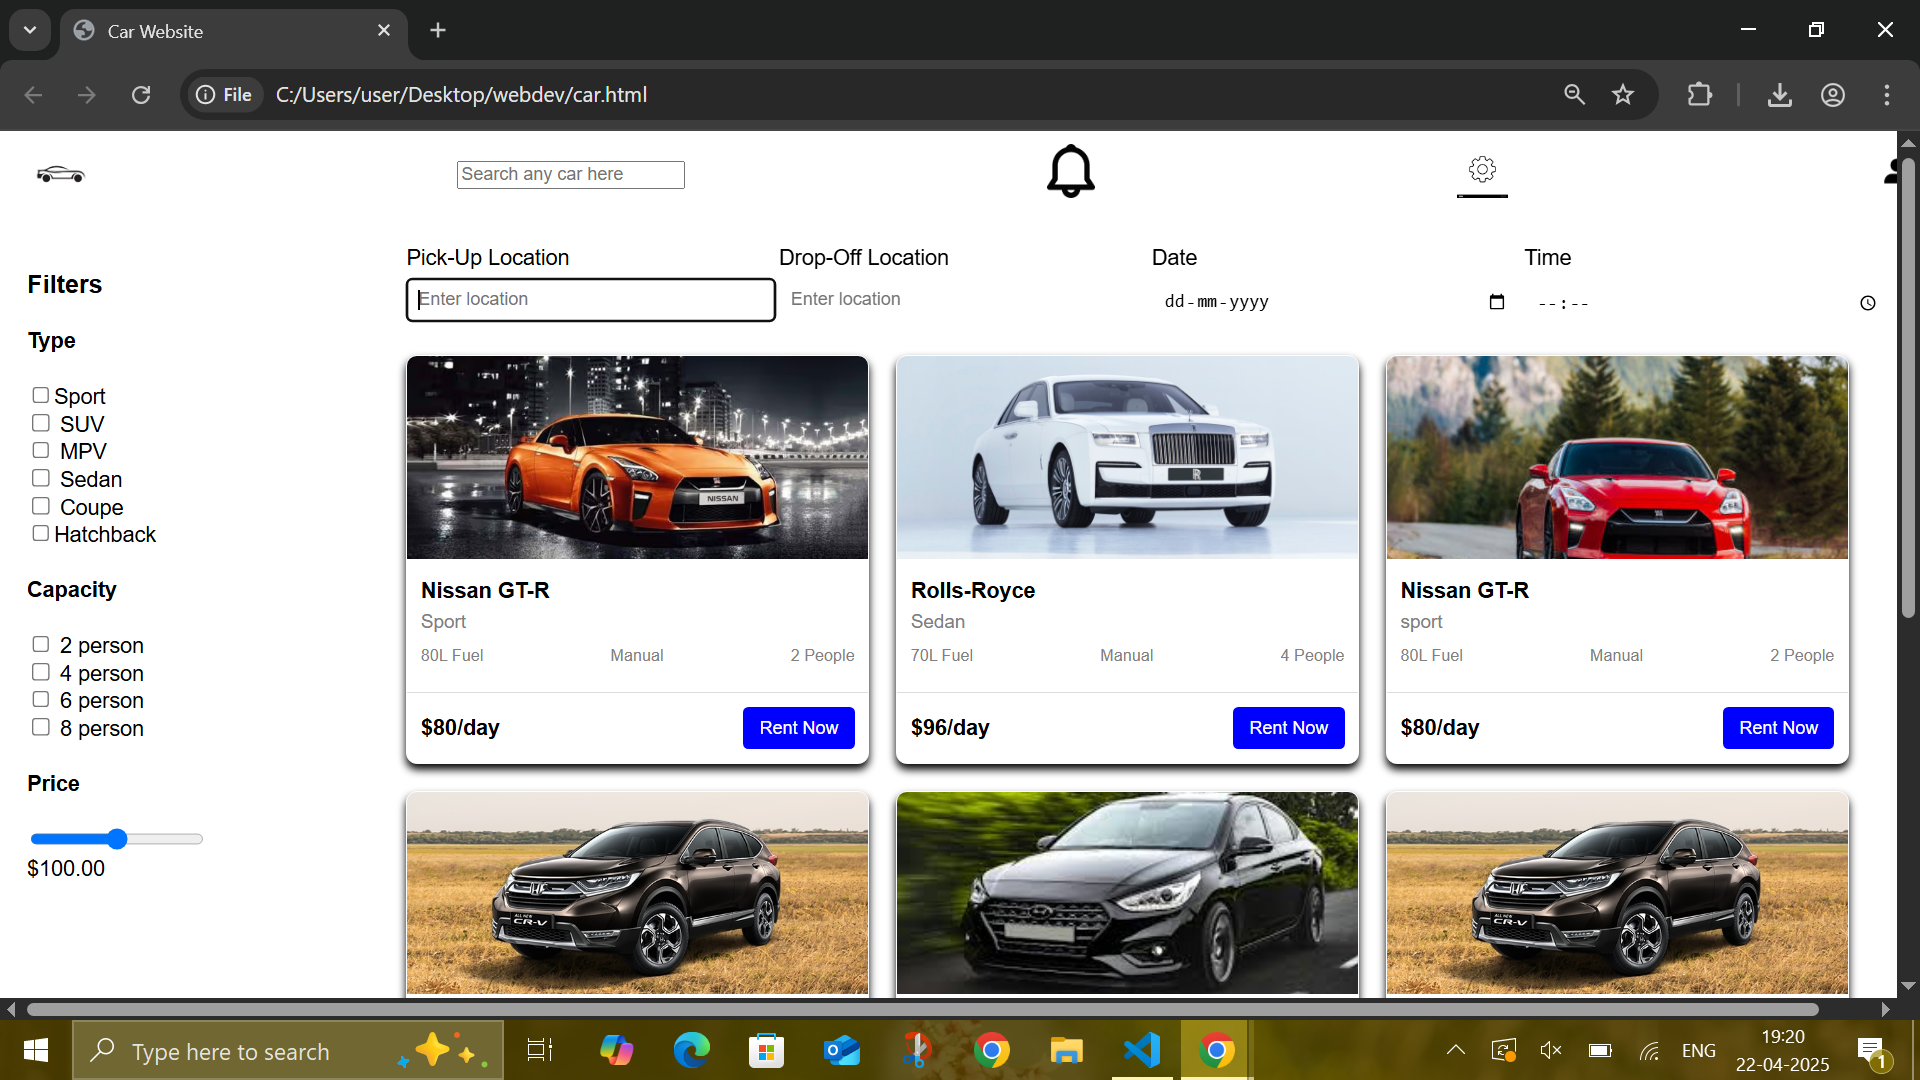 Car Website
File
C:/Users/user/Desktop/webdev/car.html
Search any car here
Pick-Up Location
Drop-Off Location
Date
Time
Enter location
Enter location
dd-mm-yyyy
--:--
Filters
Type
Sport
SUV
MPV
Sedan
Coupe
Hatchback
Capacity
2 person
4 person
6 person
8 person
Price
$100.00
NISSAN
Nissan GT-R
Sport
80L Fuel
Manual
2 People
$80/day
Rent Now
Rolls-Royce
Sedan
70L Fuel
Manual
4 People
$96/day
Rent Now
Nissan GT-R
sport
80L Fuel
Manual
2 People
$80/day
Rent Now
ALL NEW
CR-V
ALL NEW
CR-V
Type here to search
ENG
19:20
22-04-2025
1